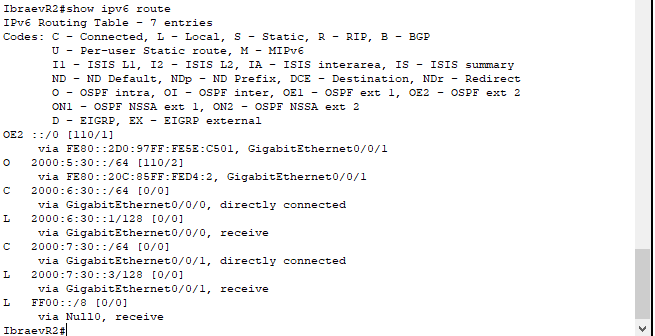 IbraevR2#show ipv6 route
IPv6 Routing Table - 7 entries
Codes: C - Connected, L - Local, S - Static, R - RIP, B - BGP
       U - Per-user Static route, M - MIPv6
       I1 - ISIS L1, I2 - ISIS L2, IA - ISIS interarea, IS - ISIS summary
       ND - ND Default, NDp - ND Prefix, DCE - Destination, NDr - Redirect
       O - OSPF intra, OI - OSPF inter, OE1 - OSPF ext 1, OE2 - OSPF ext 2
       ON1 - OSPF NSSA ext 1, ON2 - OSPF NSSA ext 2
       D - EIGRP, EX - EIGRP external
OE2 ::/0 [110/1]
     via FE80::2D0:97FF:FE5E:C501, GigabitEthernet0/0/1
O   2000:5:30::/64 [110/2]
     via FE80::20C:85FF:FED4:2, GigabitEthernet0/0/1
C   2000:6:30::/64 [0/0]
     via GigabitEthernet0/0/0, directly connected
L   2000:6:30::1/128 [0/0]
     via GigabitEthernet0/0/0, receive
C   2000:7:30::/64 [0/0]
     via GigabitEthernet0/0/1, directly connected
L   2000:7:30::3/128 [0/0]
     via GigabitEthernet0/0/1, receive
L   FF00::/8 [0/0]
     via Null0, receive
IbraevR2#